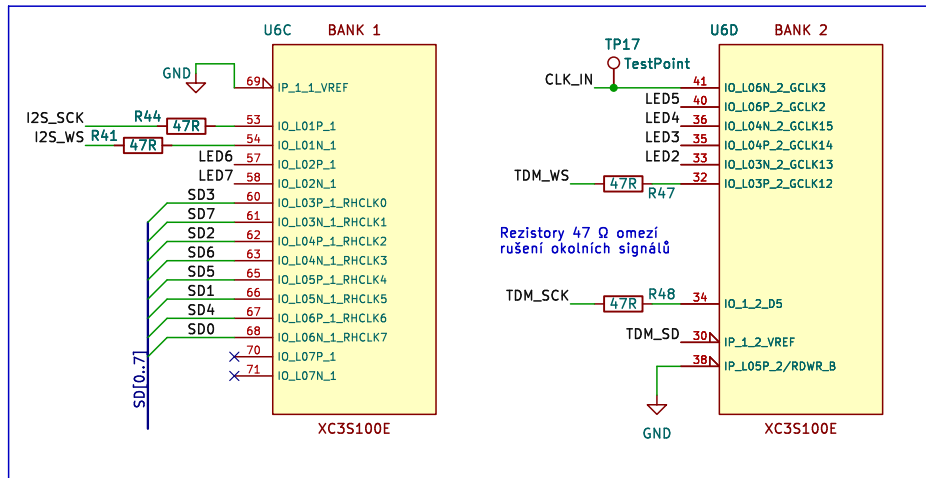 U6C BANK 1
GND
69 IP_1_1_VREF
I2S_SCK R44 47R 53 IO_L01P_1
I2S_WS R41 47R 54 IO_L01N_1
LED6 57 IO_L02P_1
LED7 58 IO_L02N_1
SD3 60 IO_L03P_1_RHCLK0
SD7 61 IO_L03N_1_RHCLK1
SD2 62 IO_L04P_1_RHCLK2
SD6 63 IO_L04N_1_RHCLK3
SD5 65 IO_L05P_1_RHCLK4
SD1 66 IO_L05N_1_RHCLK5
SD4 67 IO_L06P_1_RHCLK6
SD0 68 IO_L06N_1_RHCLK7
70 IO_L07P_1
71 IO_L07N_1
SD[0..7]
XC3S100E
U6D BANK 2
TP17
TestPoint
CLK_IN 41 IO_L06N_2_GCLK3
LED5 40 IO_L06P_2_GCLK2
LED4 36 IO_L04N_2_GCLK15
LED3 35 IO_L04P_2_GCLK14
LED2 33 IO_L03N_2_GCLK13
TDM_WS 47R R47 32 IO_L03P_2_GCLK12
Rezistory 47 Ω omezí
rušení okolních signálů
TDM_SCK 47R R48 34 IO_1_2_D5
TDM_SD 30 IP_1_2_VREF
38 IP_L05P_2/RDWR_B
GND
XC3S100E